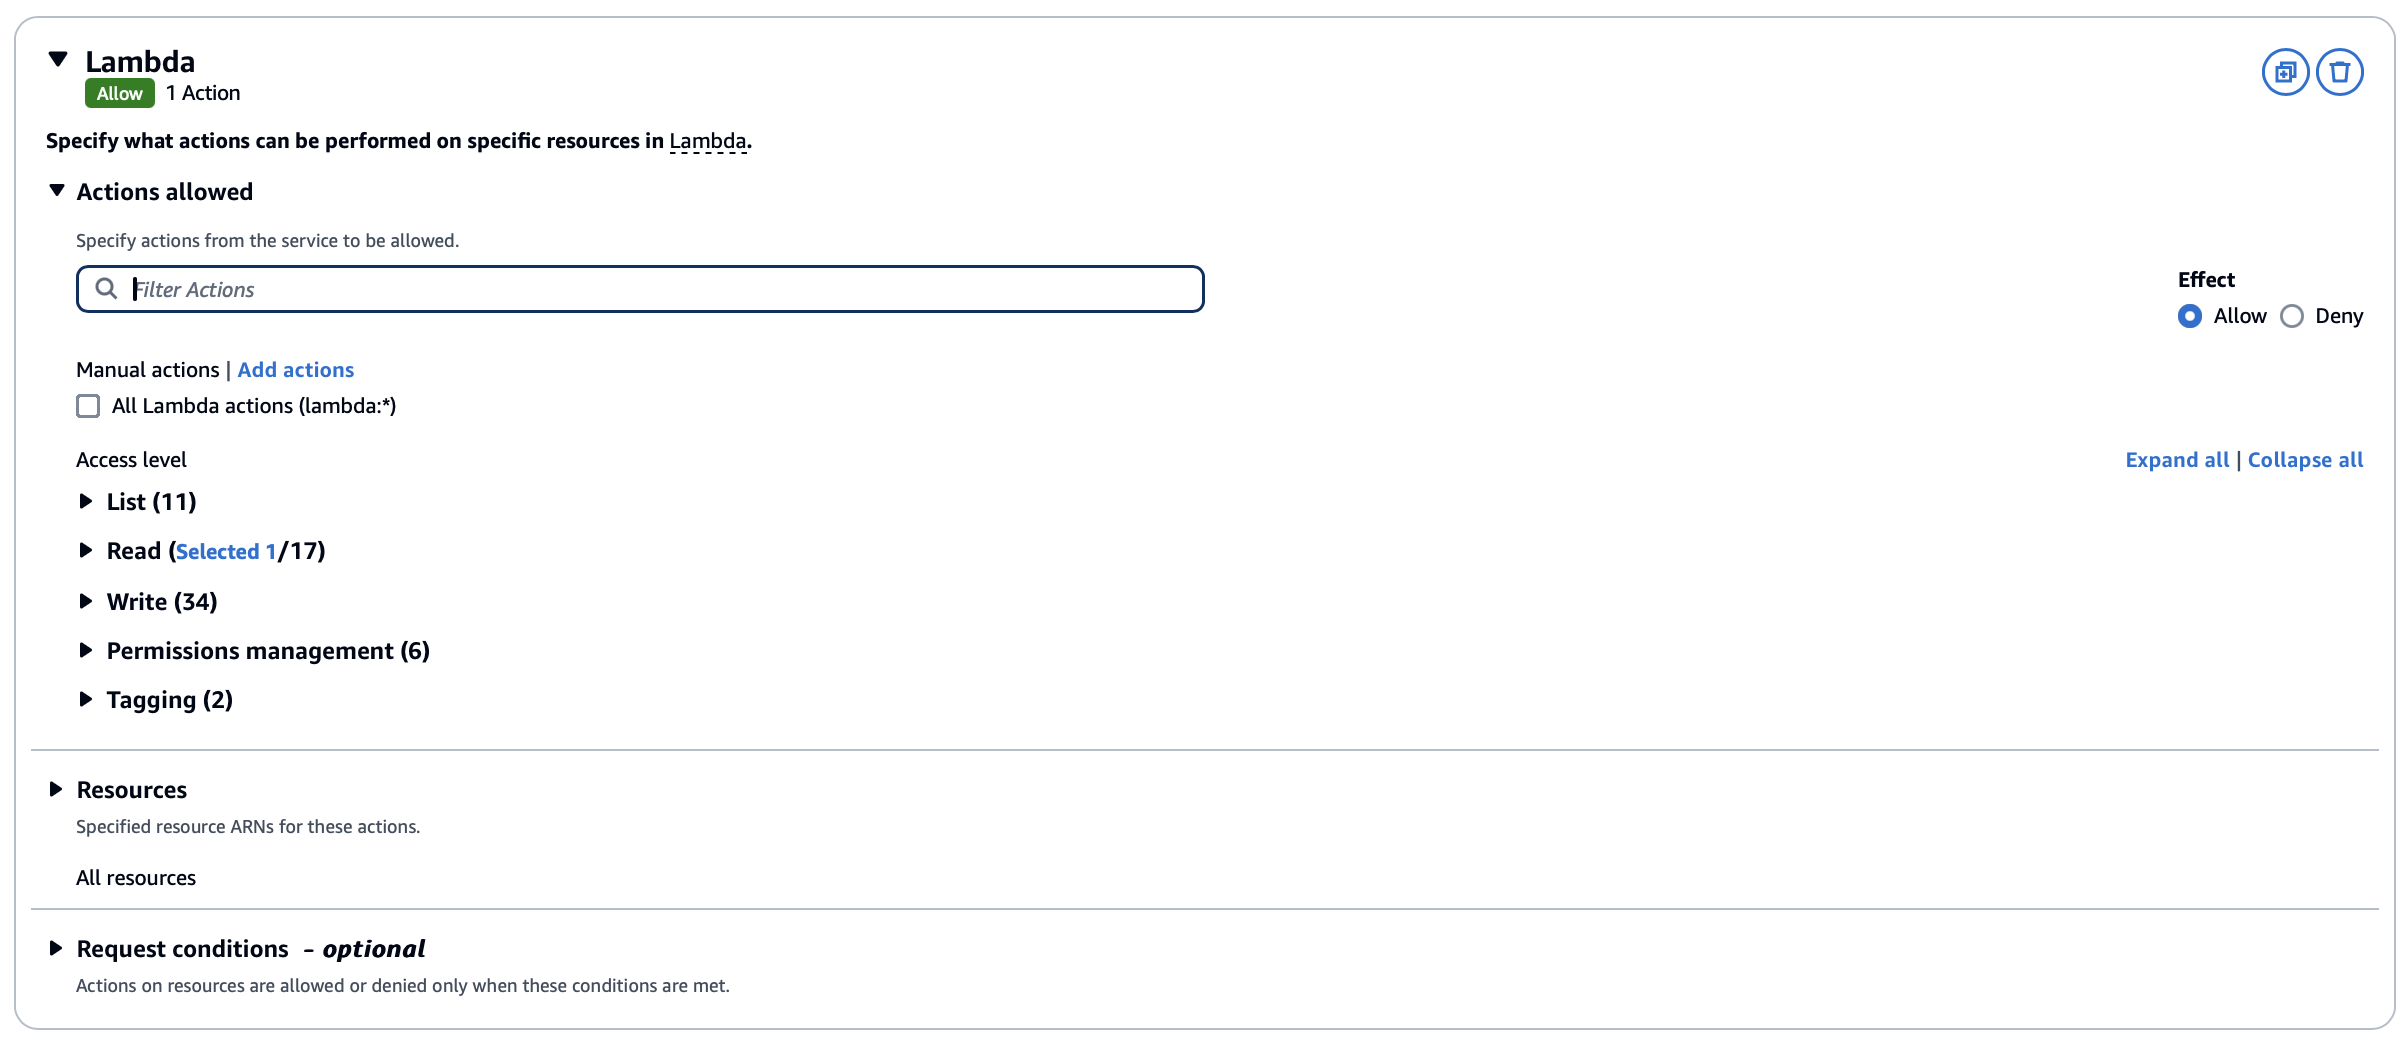 Lambda
Allow 1 Action
Specify what actions can be performed on specific resources in Lambda.
Actions allowed
Specify actions from the service to be allowed.
Filter Actions
Effect
Allow Deny
Manual actions | Add actions
All Lambda actions (lambda:*)
Access level
Expand all | Collapse all
List (11)
Read (Selected 1/17)
Write (34)
Permissions management (6)
Tagging (2)
Resources
Specified resource ARNs for these actions.
All resources
Request conditions - optional
Actions on resources are allowed or denied only when these conditions are met.